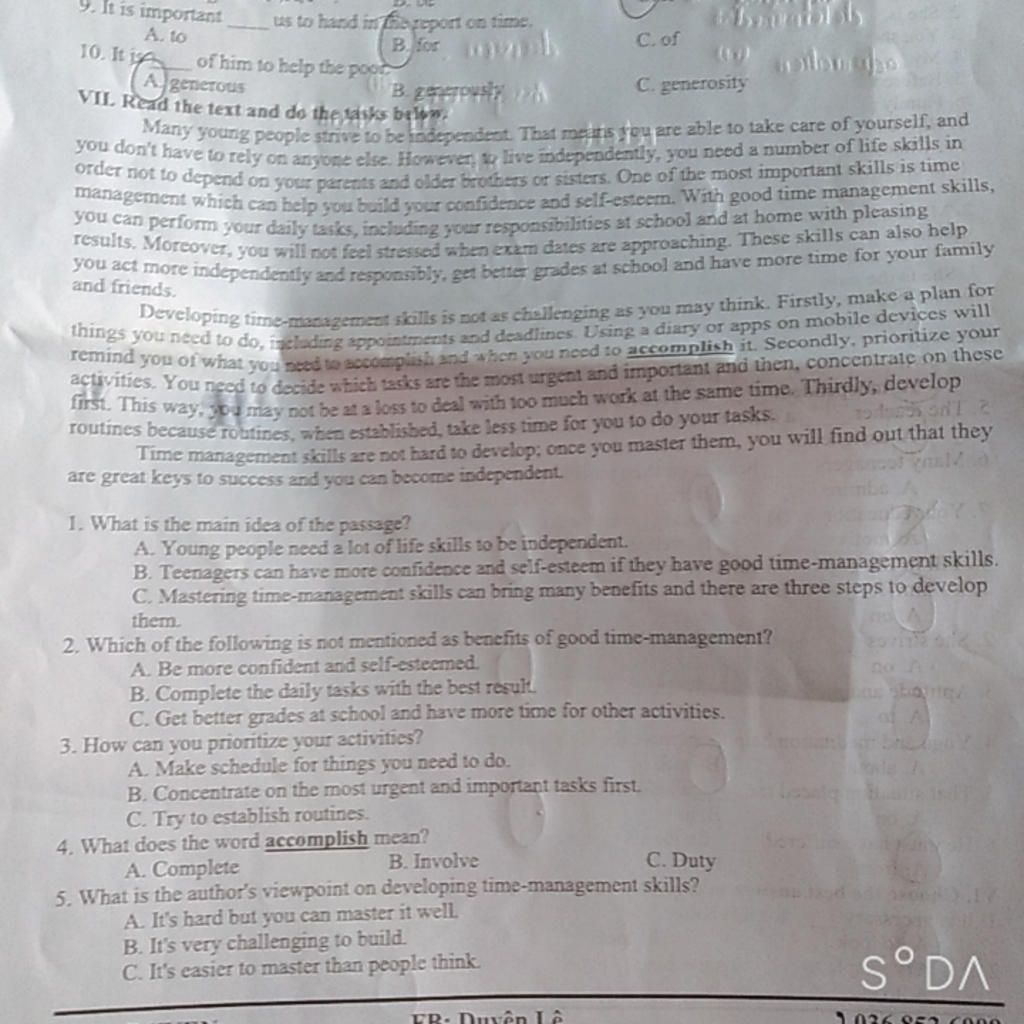 9. It is important ____ us to hand in the report on time.
A. to B. for C. of
10. It is ____ of him to help the poor.
A. generous B. generously C. generosity
VII. Read the text and do the tasks below.
Many young people strive to be independent. That means you are able to take care of yourself, and
you don't have to rely on anyone else. However, to live independently, you need a number of life skills in
order not to depend on your parents and older brothers or sisters. One of the most important skills is time
management which can help you build your confidence and self-esteem. With good time management skills,
you can perform your daily tasks, including your responsibilities at school and at home with pleasing
results. Moreover, you will not feel stressed when exam dates are approaching. These skills can also help
you act more independently and responsibly, get better grades at school and have more time for your family
and friends.
Developing time-management skills is not as challenging as you may think. Firstly, make a plan for
things you need to do, including appointments and deadlines. Using a diary or apps on mobile devices will
remind you of what you need to accomplish and when you need to accomplish it. Secondly, prioritize your
activities. You need to decide which tasks are the most urgent and important and then, concentrate on these
first. This way, you may not be at a loss to deal with too much work at the same time. Thirdly, develop
routines because routines, when established, take less time for you to do your tasks.
Time management skills are not hard to develop; once you master them, you will find out that they
are great keys to success and you can become independent.
1. What is the main idea of the passage?
A. Young people need a lot of life skills to be independent.
B. Teenagers can have more confidence and self-esteem if they have good time-management skills.
C. Mastering time-management skills can bring many benefits and there are three steps to develop
them.
2. Which of the following is not mentioned as benefits of good time-management?
A. Be more confident and self-esteemed.
B. Complete the daily tasks with the best result.
C. Get better grades at school and have more time for other activities.
3. How can you prioritize your activities?
A. Make schedule for things you need to do.
B. Concentrate on the most urgent and important tasks first.
C. Try to establish routines.
4. What does the word accomplish mean?
A. Complete B. Involve C. Duty
5. What is the author's viewpoint on developing time-management skills?
A. It's hard but you can master it well.
B. It's very challenging to build.
C. It's easier to master than people think.
S°DA
FB: Duyên Lê